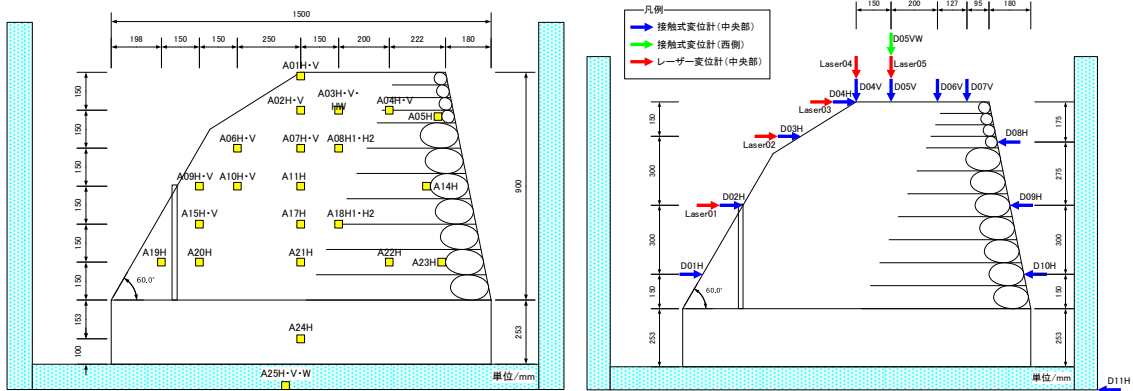 1500
198 150 150 250 150 200 222 180
A01H・V
A02H・V
A03H・V・
HW
A04H・V
A05H
A06H・V
A07H・V
A08H1・H2
A09H・V
A10H・V
A11H
A14H
A15H・V
A17H
A18H1・H2
A19H
A20H
A21H
A22H
A23H
60.0°
A24H
A25H・V・W
150
150
150
150
150
150
153
100
900
253
単位/mm
凡例
接触式変位計(中央部)
接触式変位計(西側)
レーザー変位計(中央部)
150 200 127 95 180
D05VW
Laser04
Laser05
D04H
D04V
D05V
D06V
D07V
Laser03
D03H
Laser02
D08H
D02H
Laser01
D09H
D01H
D10H
60.0°
150
300
300
150
253
175
275
300
150
253
単位/mm
D11H